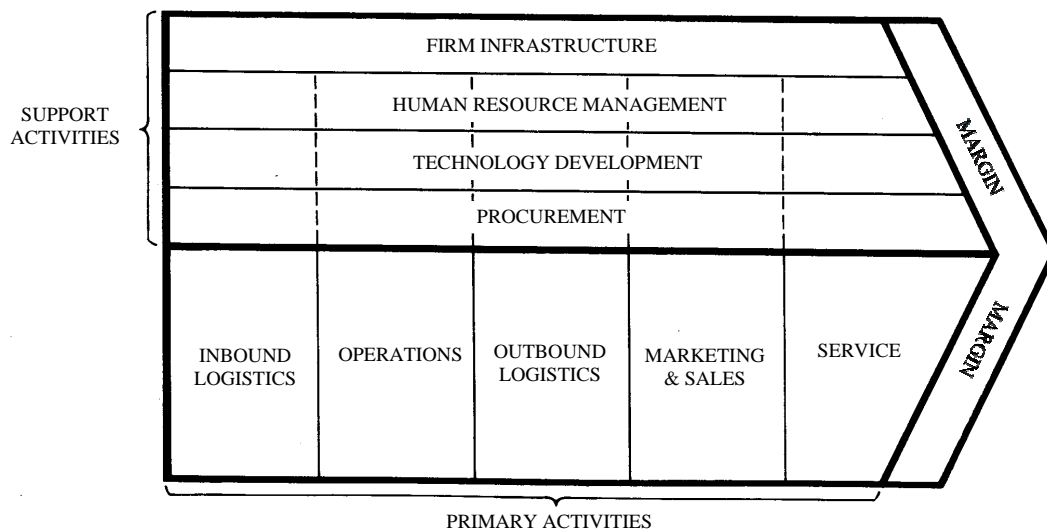 FIRM INFRASTRUCTURE
HUMAN RESOURCE MANAGEMENT
SUPPORT
ACTIVITIES
TECHNOLOGY DEVELOPMENT
PROCUREMENT
MARGIN
INBOUND
LOGISTICS
OPERATIONS
OUTBOUND
LOGISTICS
MARKETING
& SALES
SERVICE
MARGIN
PRIMARY ACTIVITIES